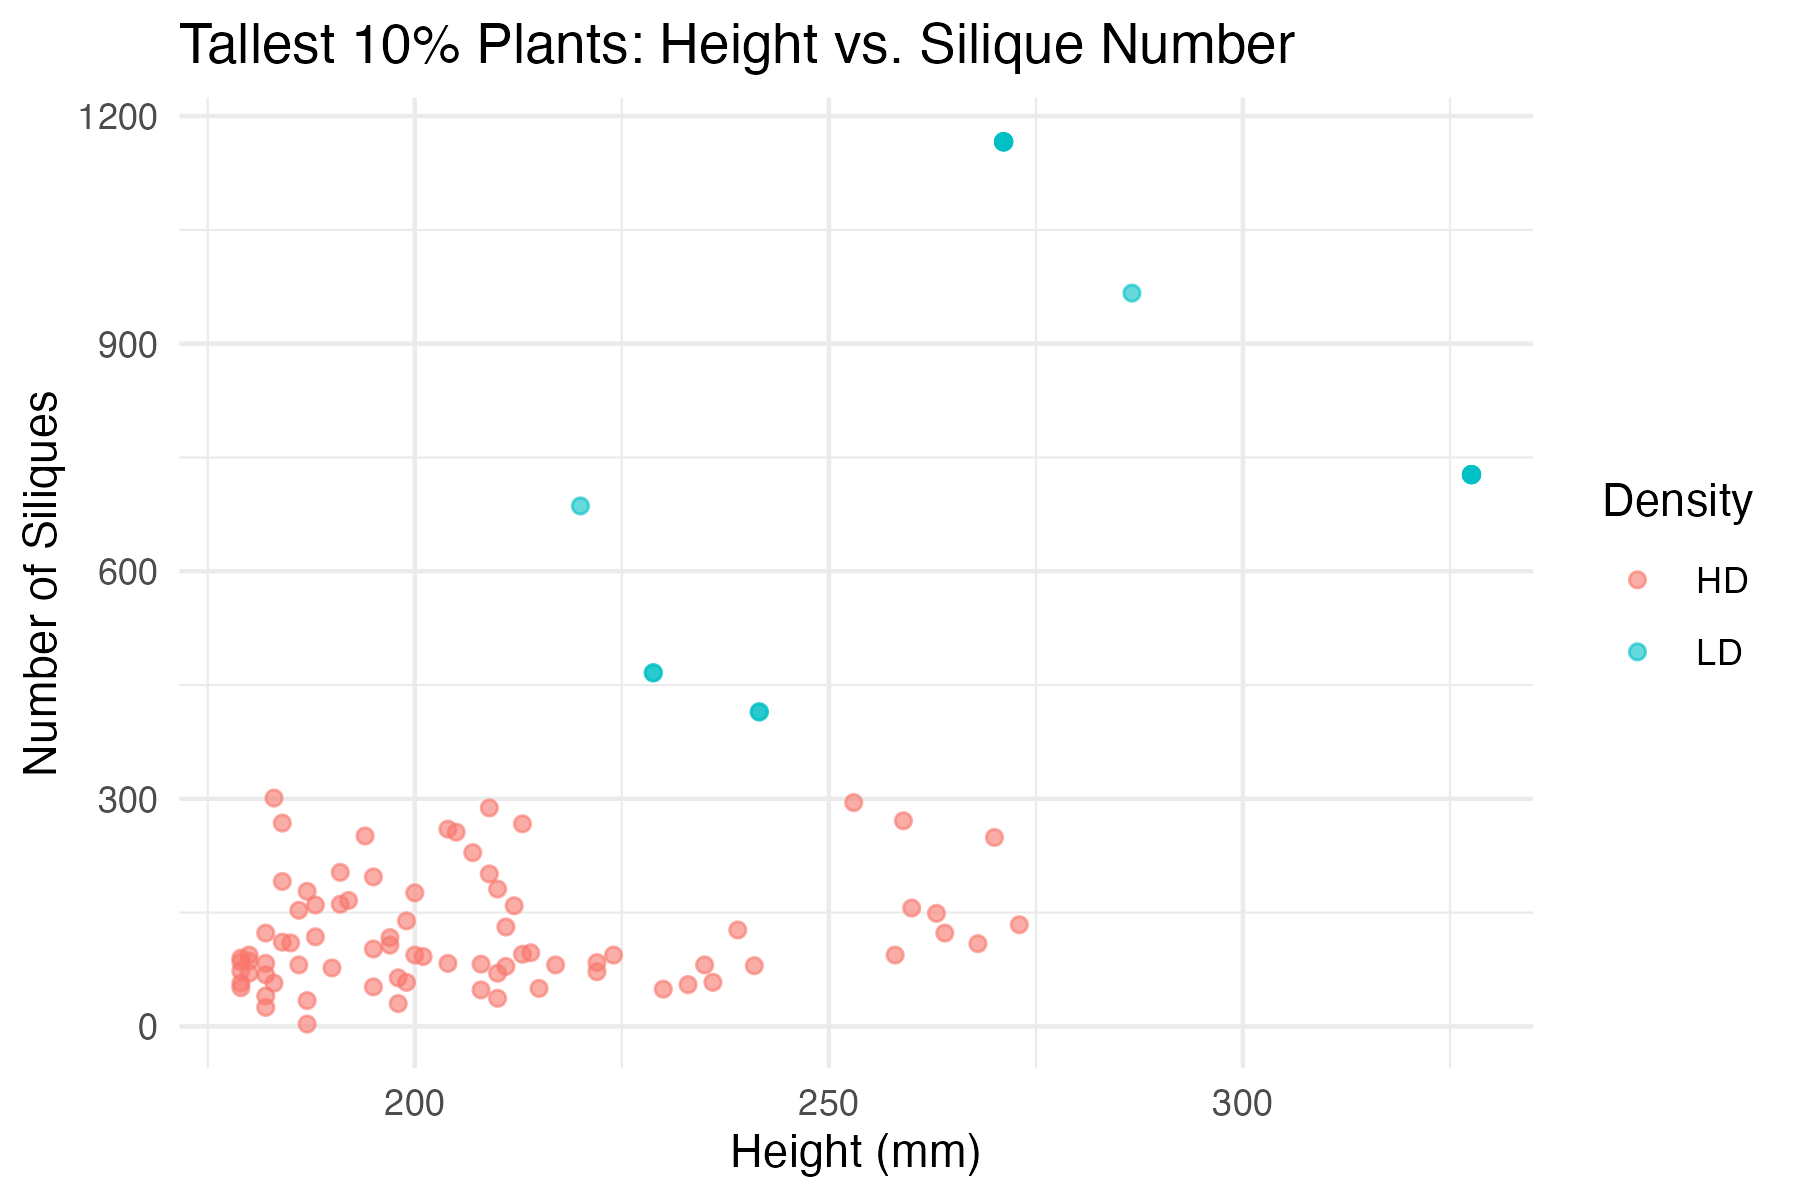 Tallest 10% Plants: Height vs. Silique Number
1200
900
600
300
0
Number of Siliques
200 250 300
Height (mm)
Density
HD
LD